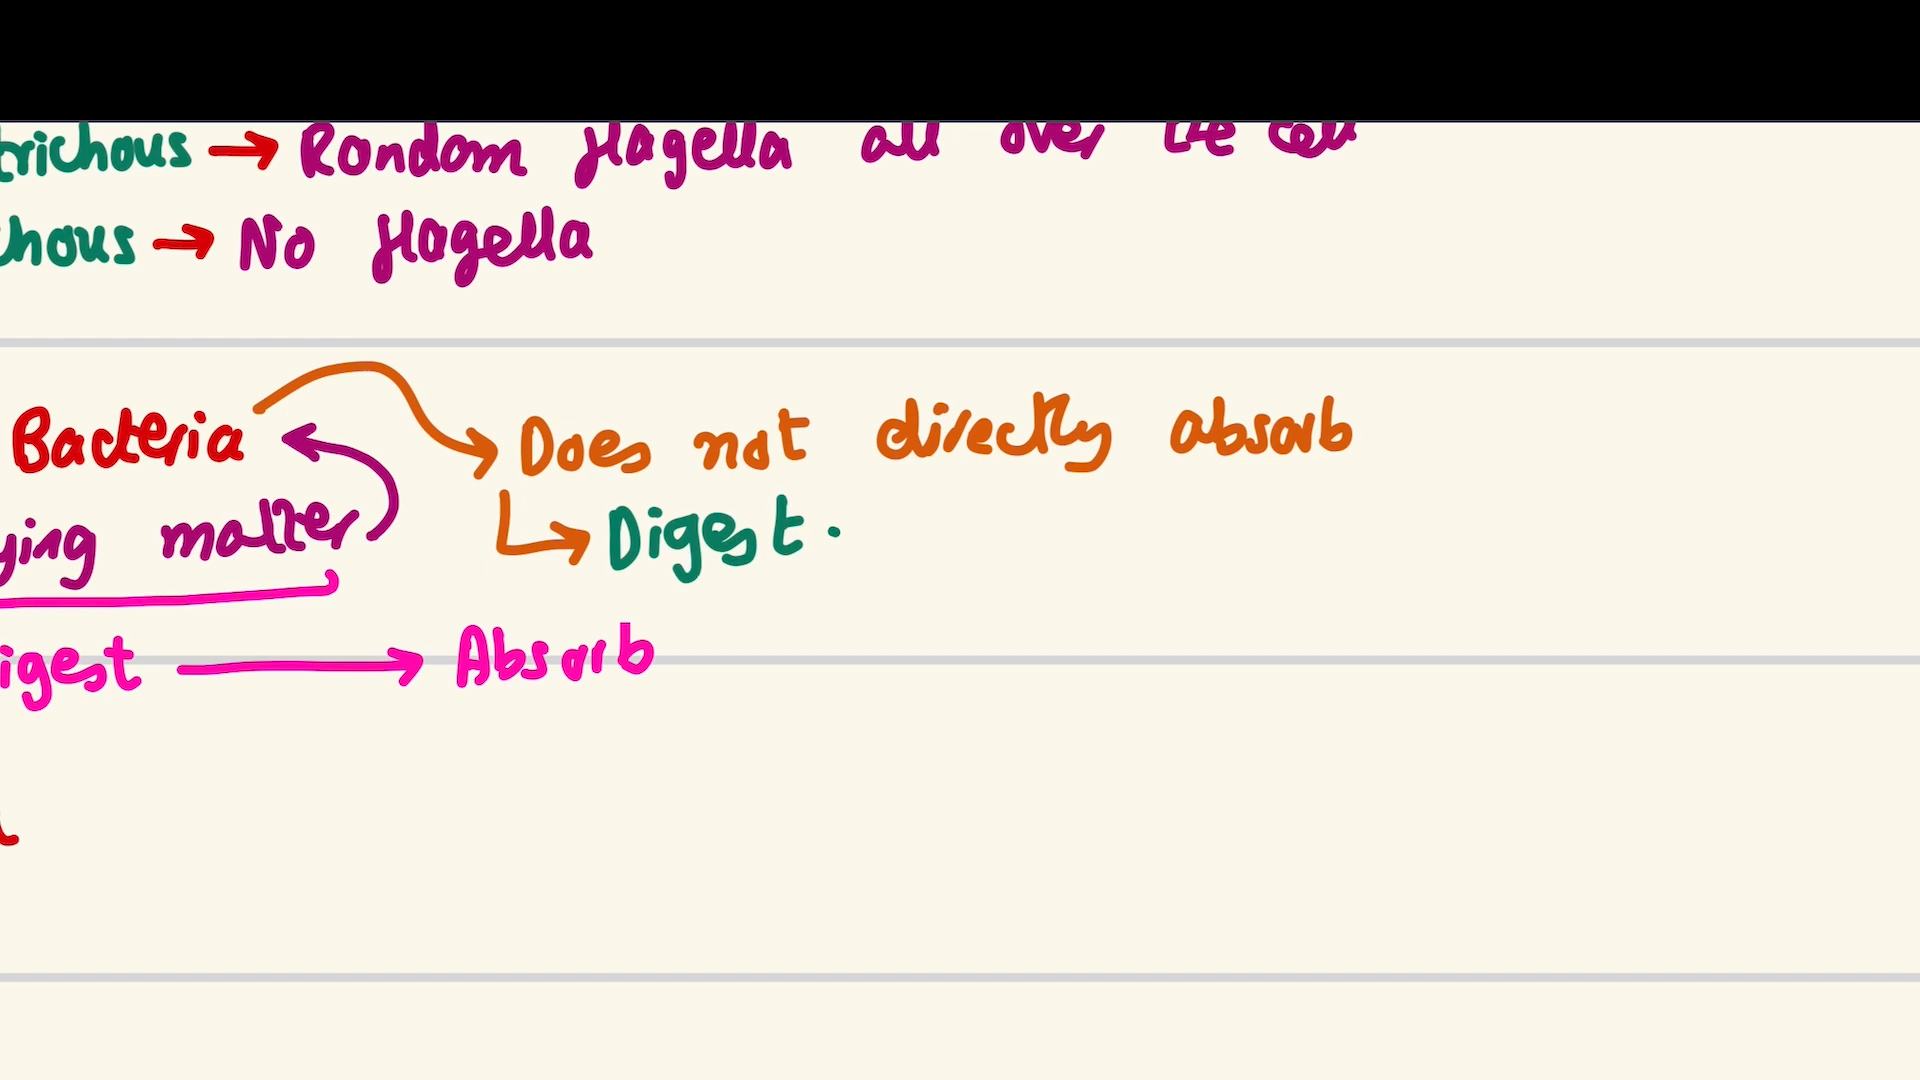 trichous → Random flagella all over the cell
chous → No flagella
Bacteria Does not directly absorb
ying matter Digest.
igest → Absorb